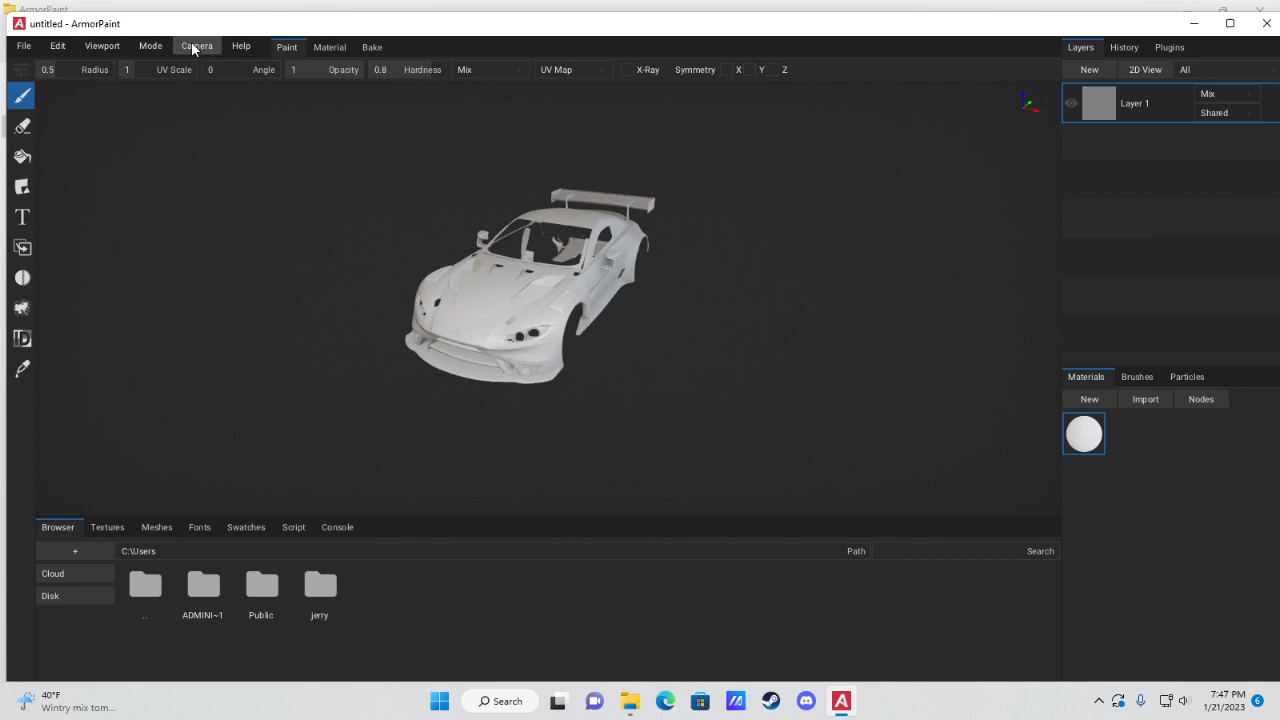 ArmorPaint
untitled - ArmorPaint
File Edit Viewport Mode Camera Help Paint Material Bake Layers History Plugins
0.5 Radius 1 UV Scale 0 Angle 1 Opacity 0.8 Hardness Mix UV Map X-Ray Symmetry X Y Z New 2D View All
Layer 1 Mix
Shared
T
Materials Brushes Particles
New Import Nodes
ID
Browser Textures Meshes Fonts Swatches Script Console
+ C:\Users Path Search
Cloud
Disk
.. ADMINI~1 Public jerry
40°F
Wintry mix tom...
Search
7:47 PM
1/21/2023 6